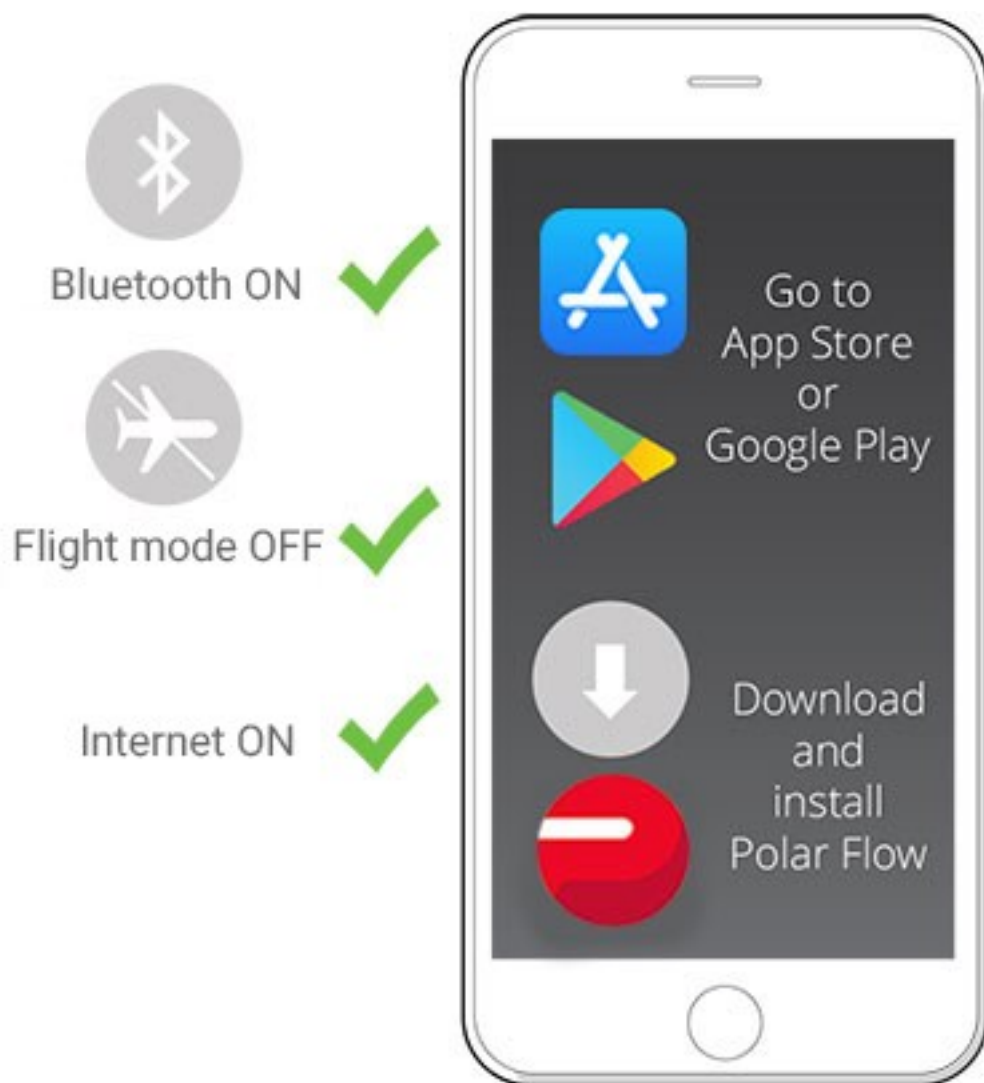 Bluetooth ON
Flight mode OFF
Internet ON
Go to
App Store
or
Google Play
Download
and
install
Polar Flow